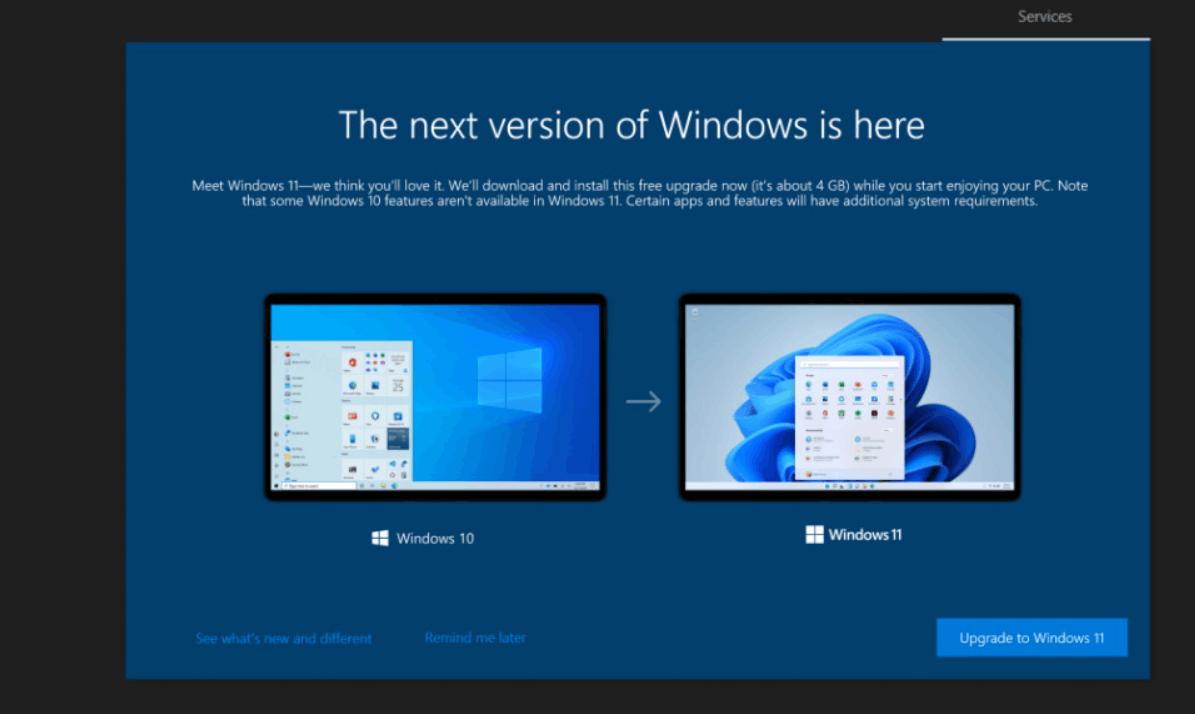 Services
The next version of Windows is here
Meet Windows 11—we think you'll love it. We'll download and install this free upgrade now (it's about 4 GB) while you start enjoying your PC. Note
that some Windows 10 features aren't available in Windows 11. Certain apps and features will have additional system requirements.
25
Windows 10
Windows 11
See what's new and different
Remind me later
Upgrade to Windows 11